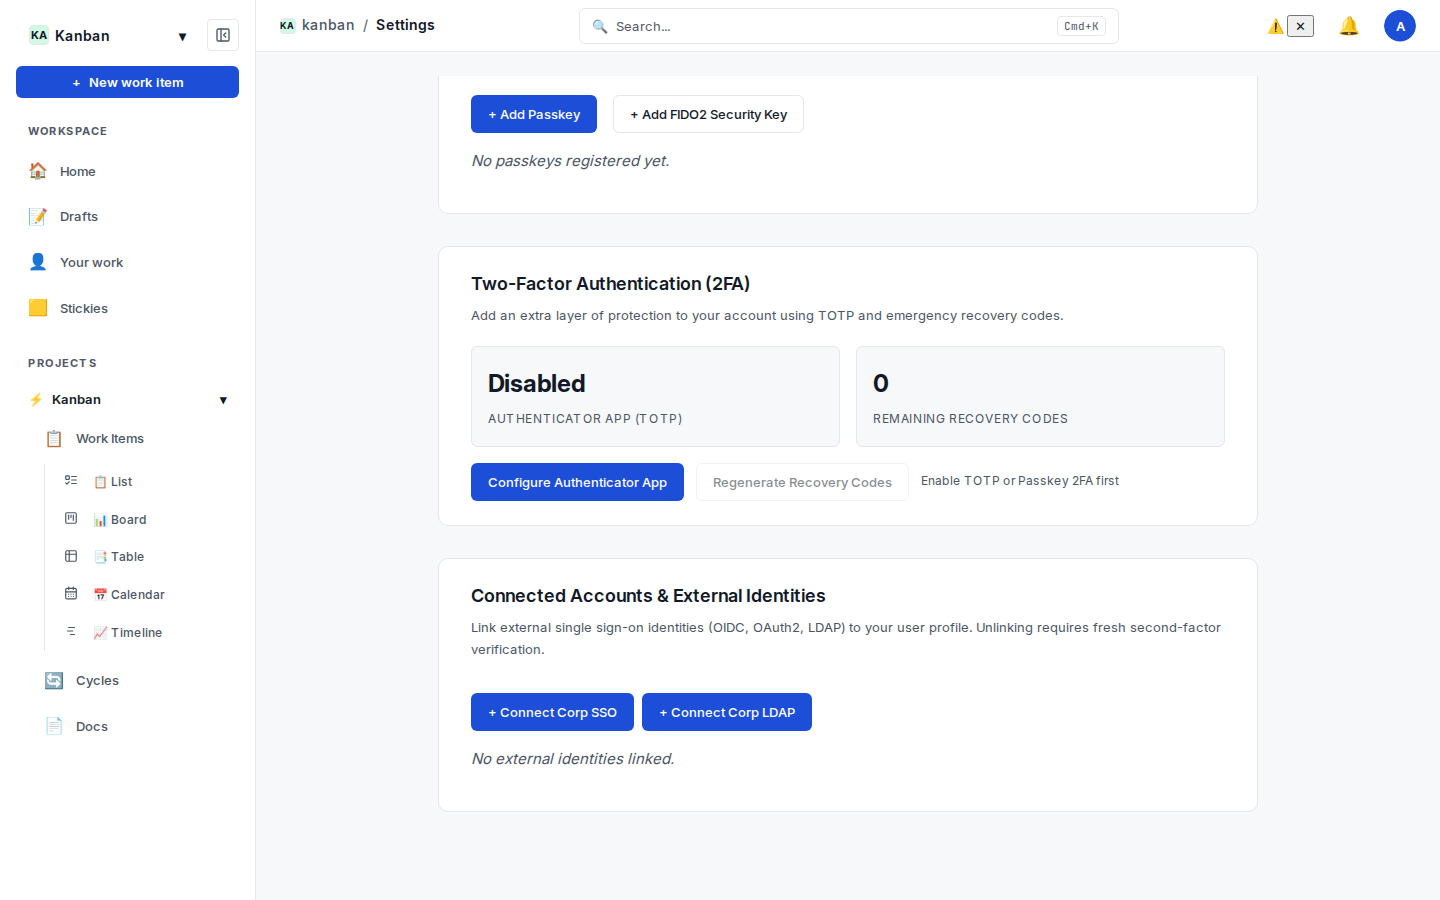 KA Kanban ▾
+ New work item
WORKSPACE
Home
Drafts
Your work
Stickies
PROJECTS
Kanban ▾
Work Items
List
Board
Table
Calendar
Timeline
Cycles
Docs
KA kanban / Settings
Search... Cmd+K
✕
A
+ Add Passkey
+ Add FIDO2 Security Key
No passkeys registered yet.
Two-Factor Authentication (2FA)
Add an extra layer of protection to your account using TOTP and emergency recovery codes.
Disabled
AUTHENTICATOR APP (TOTP)
0
REMAINING RECOVERY CODES
Configure Authenticator App
Regenerate Recovery Codes
Enable TOTP or Passkey 2FA first
Connected Accounts & External Identities
Link external single sign-on identities (OIDC, OAuth2, LDAP) to your user profile. Unlinking requires fresh second-factor
verification.
+ Connect Corp SSO
+ Connect Corp LDAP
No external identities linked.